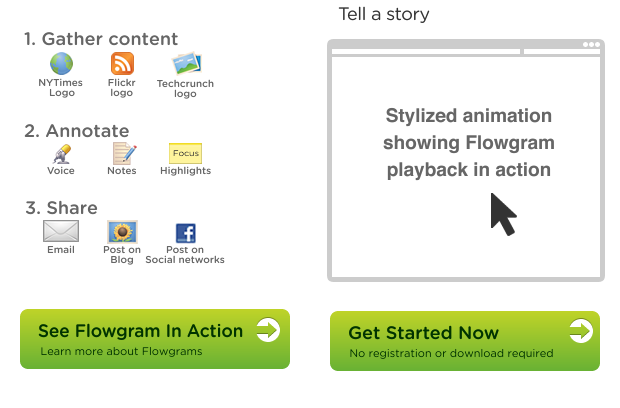 Tell a story
1. Gather content
NYTimes
Logo
Flickr
logo
Techcrunch
logo
2. Annotate
Voice
Notes
Focus
Highlights
3. Share
Email
Post on
Blog
Post on
Social networks
Stylized animation
showing Flowgram
playback in action
See Flowgram In Action
Learn more about Flowgrams
Get Started Now
No registration or download required